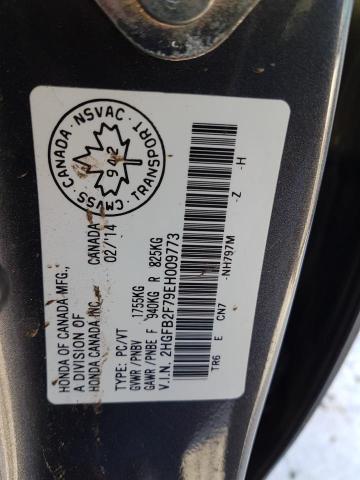 HONDA OF CANADA MFG.,
A DIVISION OF
HONDA CANADA INC.
CANADA
02/'14
TYPE: PC/VT
GVWR/PNBV 1755KG
GAWR/PNBE F 940KG R 825KG
V.I.N. 2HGFB2F79EH009773
TR6 E CN7 -NH797M -Z -H
CMVSS CANADA·NSVAC
TRANSPORT
942